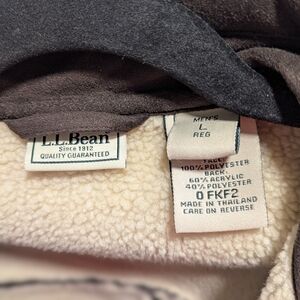 L.L.Bean
Since 1912
QUALITY GUARANTEED
MEN'S
L
REG
FACE:
100% POLYESTER
BACK:
60% ACRYLIC
40% POLYESTER
0 FKF2
MADE IN THAILAND
CARE ON REVERSE